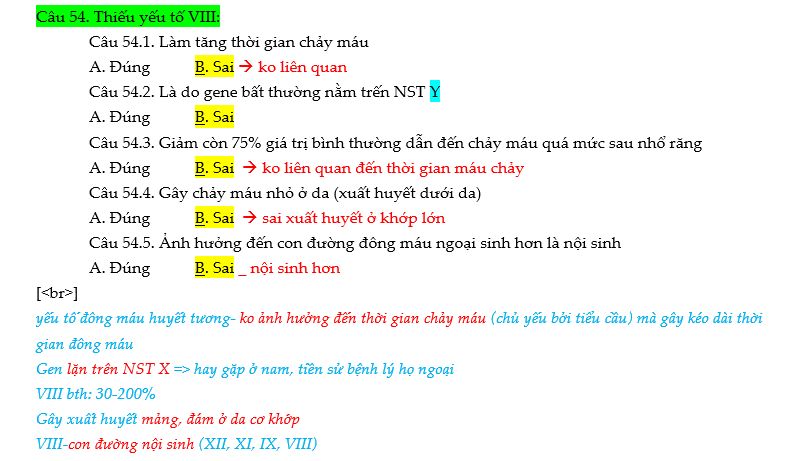 Câu 54. Thiếu yếu tố VIII:
Câu 54.1. Làm tăng thời gian chảy máu
A. Đúng B. Sai → ko liên quan
Câu 54.2. Là do gene bất thường nằm trến NST Y
A. Đúng B. Sai
Câu 54.3. Giảm còn 75% giá trị bình thường dẫn đến chảy máu quá mức sau nhổ răng
A. Đúng B. Sai → ko liên quan đến thời gian máu chảy
Câu 54.4. Gây chảy máu nhỏ ở da (xuất huyết dưới da)
A. Đúng B. Sai → sai xuất huyết ở khớp lớn
Câu 54.5. Ảnh hưởng đến con đường đông máu ngoại sinh hơn là nội sinh
A. Đúng B. Sai _ nội sinh hơn
[<br>]
yếu tố đông máu huyết tương- ko ảnh hưởng đến thời gian chảy máu (chủ yếu bởi tiểu cầu) mà gây kéo dài thời
gian đông máu
Gen lặn trên NST X => hay gặp ở nam, tiền sử bệnh lý họ ngoại
VIII bth: 30-200%
Gây xuất huyết mảng, đám ở da cơ khớp
VIII-con đường nội sinh (XII, XI, IX, VIII)